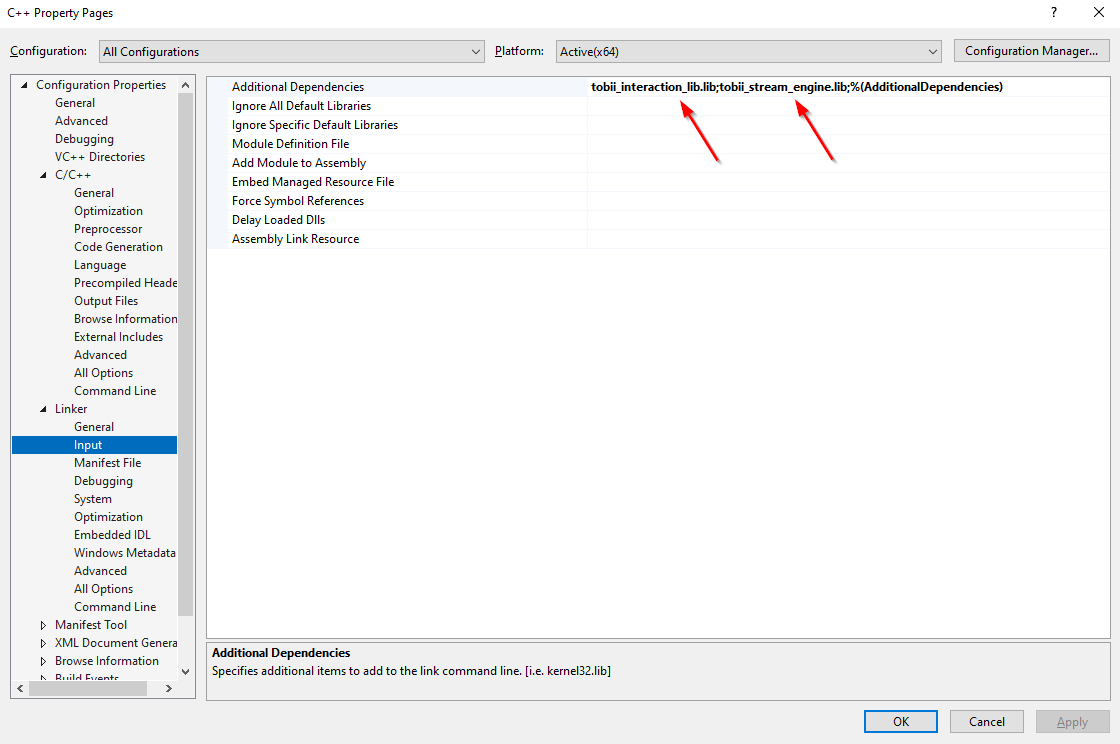 C++ Property Pages
?
Configuration: All Configurations Platform: Active(x64) Configuration Manager...
Configuration Properties
General
Advanced
Debugging
VC++ Directories
C/C++
General
Optimization
Preprocessor
Code Generation
Language
Precompiled Heade
Output Files
Browse Information
External Includes
Advanced
All Options
Command Line
Linker
General
Input
Manifest File
Debugging
System
Optimization
Embedded IDL
Windows Metadata
Advanced
All Options
Command Line
Manifest Tool
XML Document Genera
Browse Information
Build Events
Additional Dependencies tobii_interaction_lib.lib;tobii_stream_engine.lib;%(AdditionalDependencies)
Ignore All Default Libraries
Ignore Specific Default Libraries
Module Definition File
Add Module to Assembly
Embed Managed Resource File
Force Symbol References
Delay Loaded Dlls
Assembly Link Resource
Additional Dependencies
Specifies additional items to add to the link command line. [i.e. kernel32.lib]
OK Cancel Apply